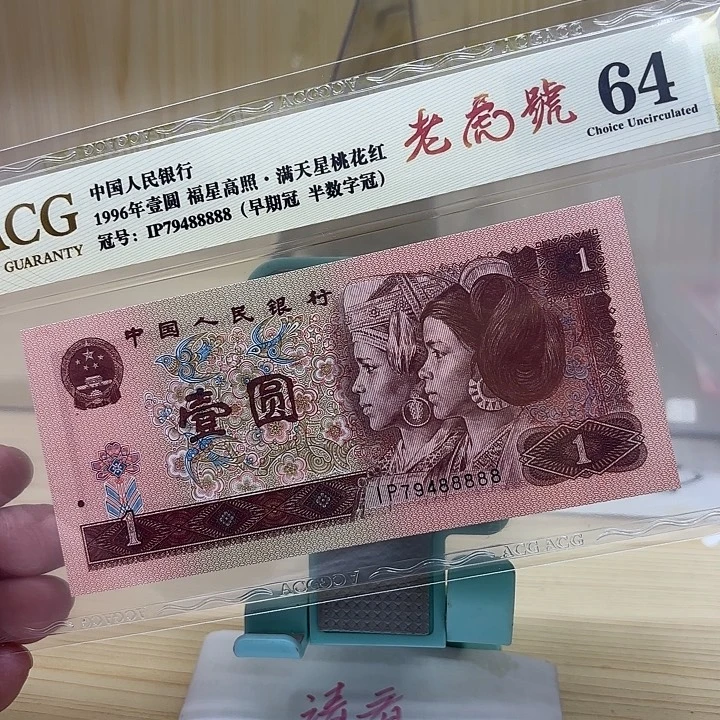 ACG
GUARANTY
中国人民银行
1996年壹圆 福星高照·满天星桃花红
冠号：IP79488888（早期冠 半数字冠）
老虎號
64
Choice Uncirculated
中国人民银行
1
壹圆
1
IP79488888
1
ACG ACG